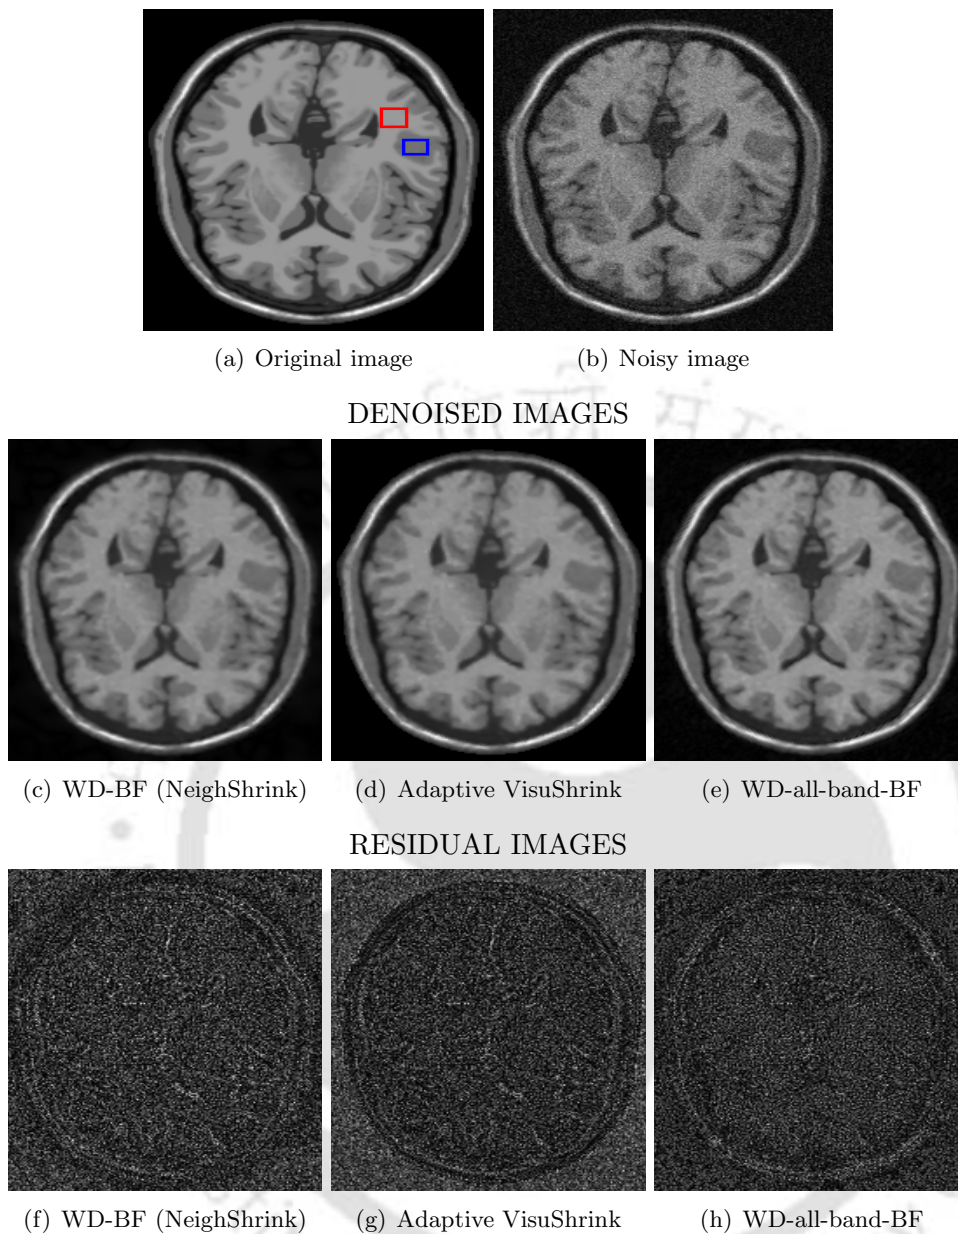 (a) Original image
(b) Noisy image
DENOISED IMAGES
(c) WD-BF (NeighShrink)
(d) Adaptive VisuShrink
(e) WD-all-band-BF
RESIDUAL IMAGES
(f) WD-BF (NeighShrink)
(g) Adaptive VisuShrink
(h) WD-all-band-BF